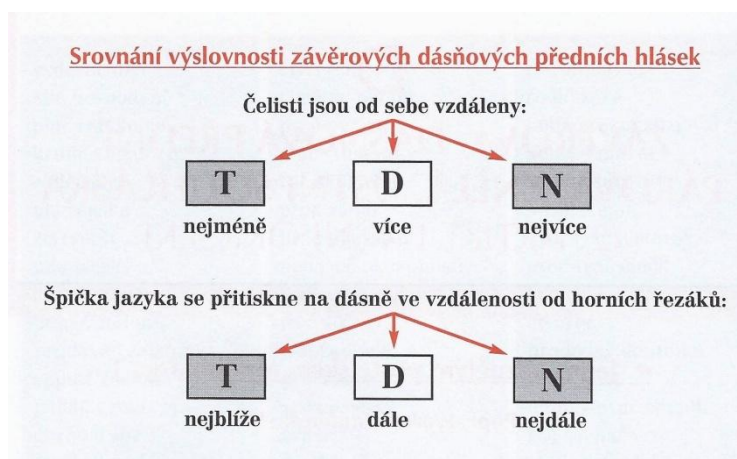 Srovnání výslovnosti závěrových dásňových předních hlásek
Čelisti jsou od sebe vzdáleny:
T D N
nejméně více nejvíce
Špička jazyka se přitiskne na dásně ve vzdálenosti od horních řezáků:
T D N
nejblíže dále nejdále